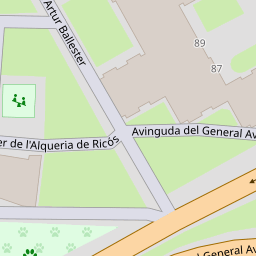 Artur Ballester
89
87
Avinguda del General Av
er de l'Alqueria de Ricós
General Av